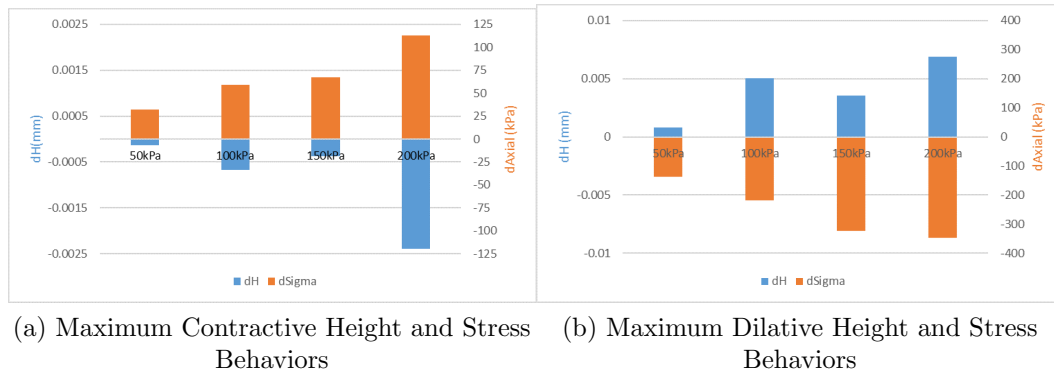 0.0025
0.0015
0.0005
-0.0005
-0.0015
-0.0025
dH(mm)
125
100
75
50
25
0
-25
-50
-75
-100
-125
dAxial (kPa)
50kPa 100kPa 150kPa 200kPa
dH dSigma
(a) Maximum Contractive Height and Stress
Behaviors
0.01
0.005
0
-0.005
-0.01
dH (mm)
400
300
200
100
0
-100
-200
-300
-400
dAxial (kPa)
50kPa 100kPa 150kPa 200kPa
dH dSigma
(b) Maximum Dilative Height and Stress
Behaviors